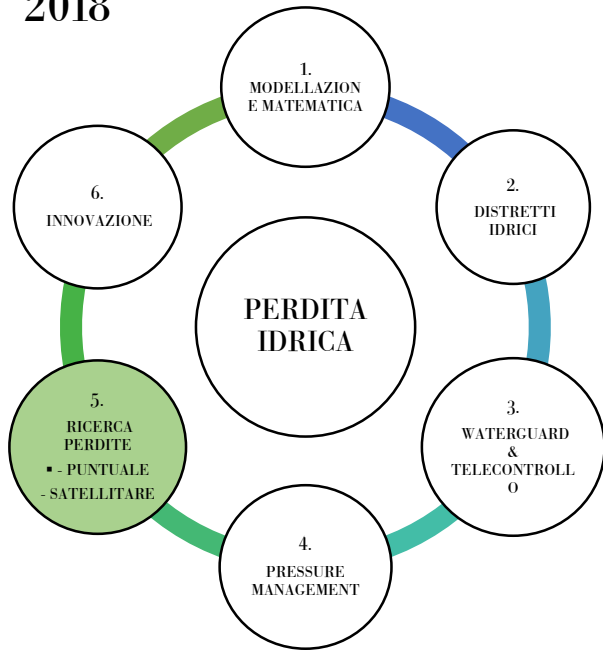 2018
1.
MODELLAZION
E MATEMATICA
2.
DISTRETTI
IDRICI
3.
WATERGUARD
&
TELECONTROLL
O
4.
PRESSURE
MANAGEMENT
5.
RICERCA
PERDITE
▪ - PUNTUALE
- SATELLITARE
6.
INNOVAZIONE
PERDITA
IDRICA